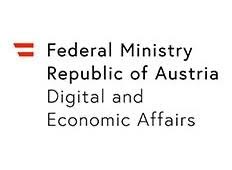 Federal Ministry
Republic of Austria
Digital and
Economic Affairs